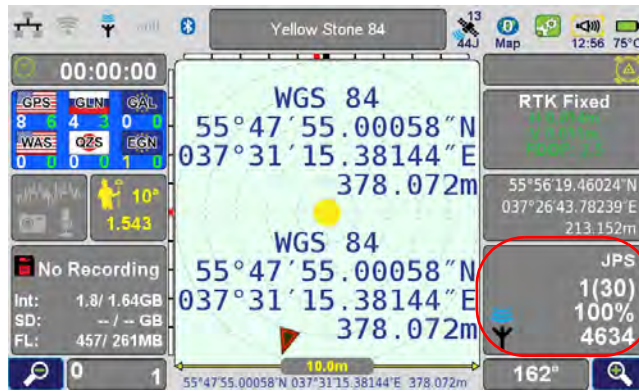 Yellow Stone 84
13
44J
Map
12:56
75°C
00:00:00
GPS GLN GAL
8 6 4 3 0 0
WAS QZS EGN
0 0 0 0 1 0
10°
1.543
No Recording
Int: 1.8/ 1.64GB
SD: --/ -- GB
FL: 457/ 261MB
0 1
WGS 84
55°47′55.00058″N
037°31′15.38144″E
378.072m
WGS 84
55°47′55.00058″N
037°31′15.38144″E
378.072m
10.0m
55°47'55.00058"N 037°31'15.38144"E 378.072m
RTK Fixed
55°56'19.46024"N
037°26'43.78239"E
213.152m
JPS
1(30)
100%
4634
162°